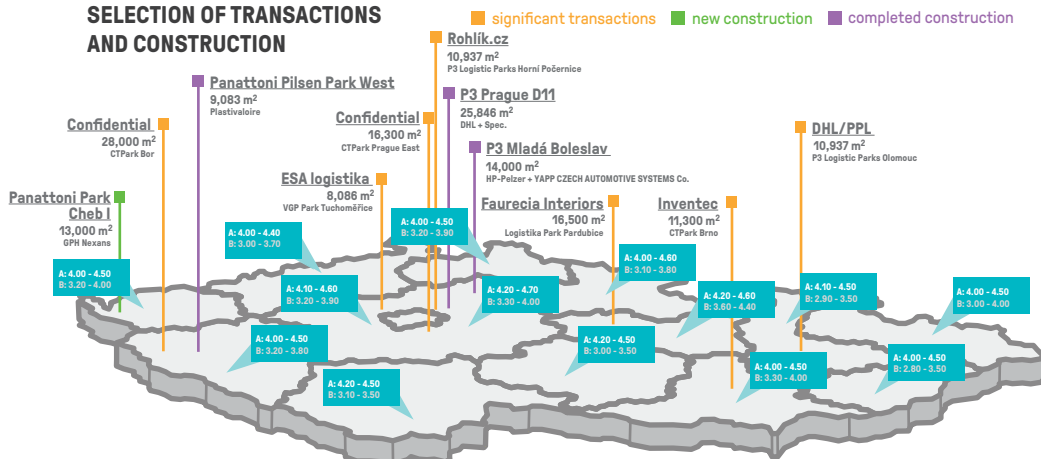 SELECTION OF TRANSACTIONS
AND CONSTRUCTION
significant transactions
new construction
completed construction
Rohlík.cz
10,937 m²
P3 Logistic Parks Horní Počernice
Panattoni Pilsen Park West
9,083 m²
Plastivaloire
P3 Prague D11
25,846 m²
DHL + Spec.
Confidential
28,000 m²
CTPark Bor
Confidential
16,300 m²
CTPark Prague East
DHL/PPL
10,937 m²
P3 Logistic Parks Olomouc
P3 Mladá Boleslav
14,000 m²
HP-Pelzer + YAPP CZECH AUTOMOTIVE SYSTEMS Co.
ESA logistika
8,086 m²
VGP Park Tuchoměřice
Panattoni Park
Cheb I
13,000 m²
GPH Nexans
Faurecia Interiors
16,500 m²
Logistika Park Pardubice
Inventec
11,300 m²
CTPark Brno
A: 4.00 - 4.50
B: 3.20 - 3.90
A: 4.00 - 4.40
B: 3.00 - 3.70
A: 4.00 - 4.60
B: 3.10 - 3.80
A: 4.00 - 4.50
B: 3.20 - 4.00
A: 4.10 - 4.60
B: 3.20 - 3.90
A: 4.20 - 4.70
B: 3.30 - 4.00
A: 4.20 - 4.60
B: 3.60 - 4.40
A: 4.10 - 4.50
B: 2.90 - 3.50
A: 4.00 - 4.50
B: 3.00 - 4.00
A: 4.00 - 4.50
B: 3.20 - 3.80
A: 4.20 - 4.50
B: 3.00 - 3.50
A: 4.00 - 4.50
B: 3.30 - 4.00
A: 4.00 - 4.50
B: 2.80 - 3.50
A: 4.20 - 4.50
B: 3.10 - 3.50